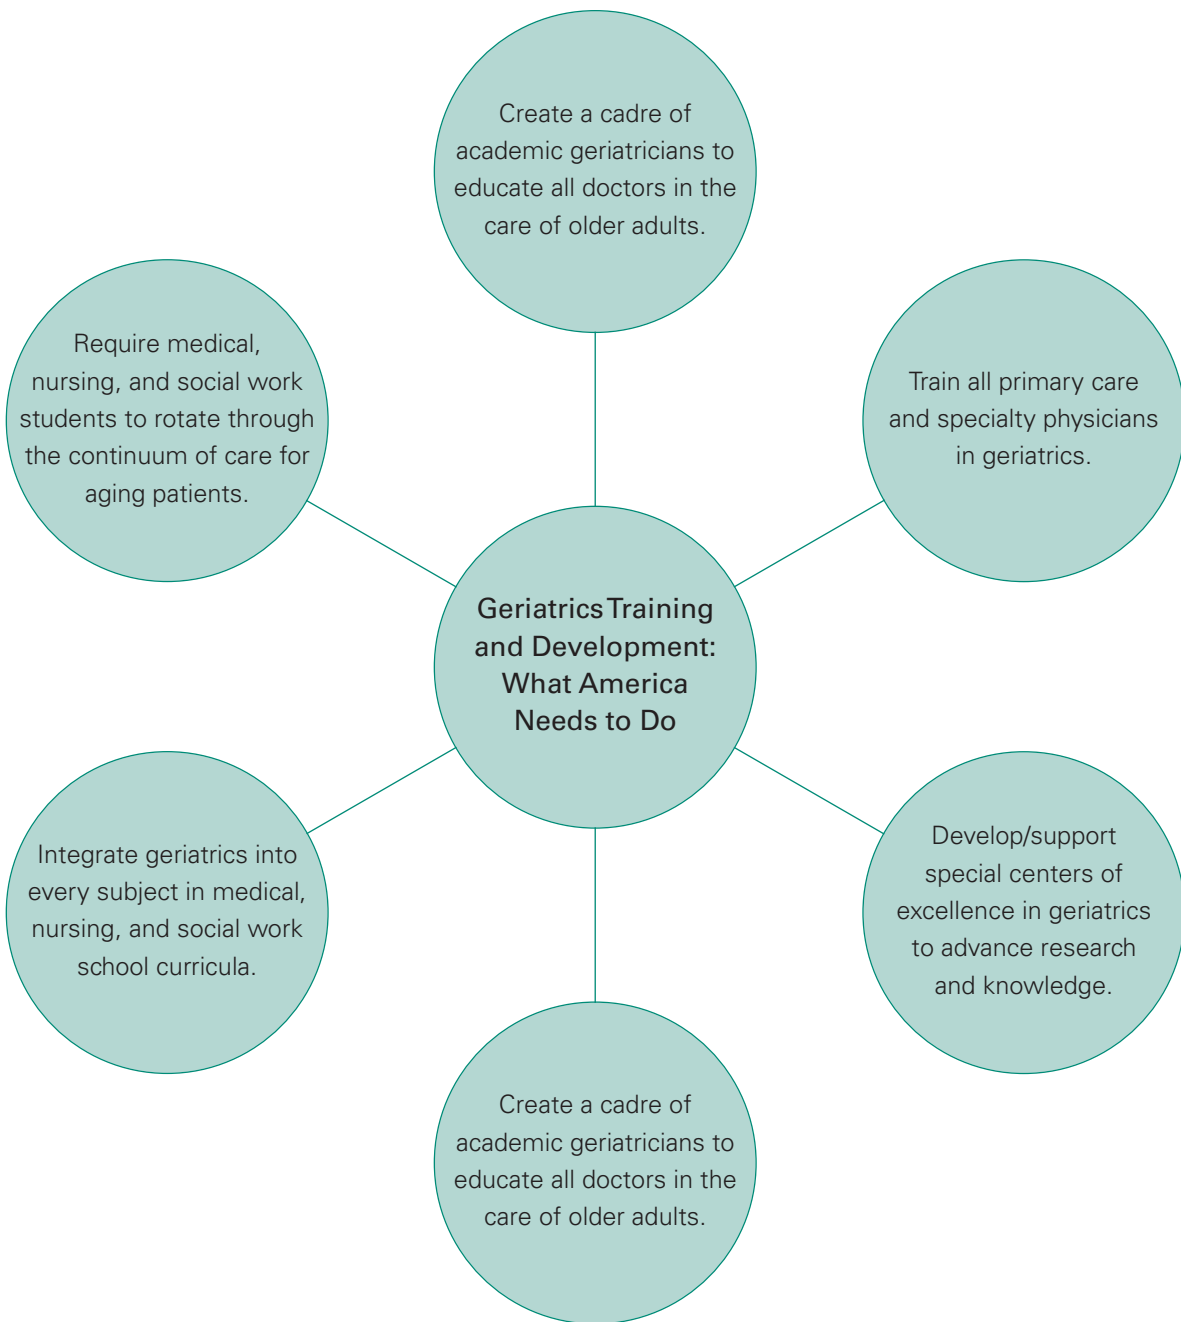 Create a cadre of
academic geriatricians to
educate all doctors in the
care of older adults.
Require medical,
nursing, and social work
students to rotate through
the continuum of care for
aging patients.
Train all primary care
and specialty physicians
in geriatrics.
Geriatrics Training
and Development:
What America
Needs to Do
Integrate geriatrics into
every subject in medical,
nursing, and social work
school curricula.
Develop/support
special centers of
excellence in geriatrics
to advance research
and knowledge.
Create a cadre of
academic geriatricians to
educate all doctors in the
care of older adults.